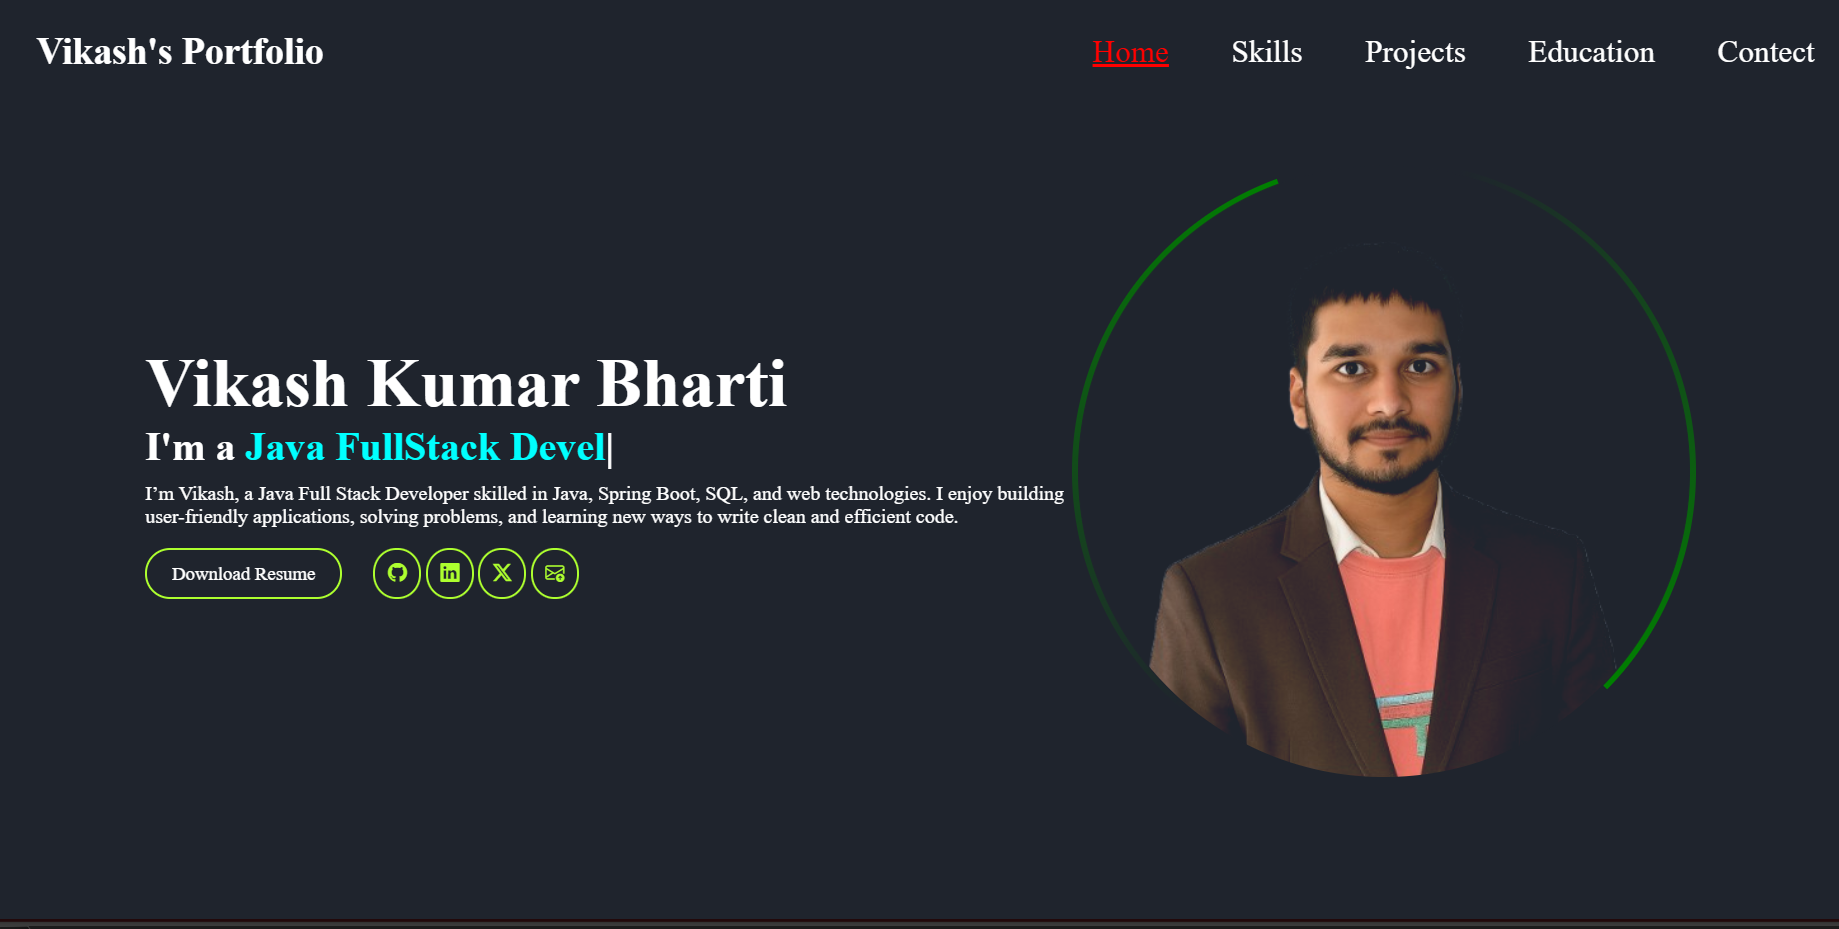 Vikash's Portfolio
Home
Skills
Projects
Education
Contect
Vikash Kumar Bharti
I'm a Java FullStack Devel|
I’m Vikash, a Java Full Stack Developer skilled in Java, Spring Boot, SQL, and web technologies. I enjoy building
user-friendly applications, solving problems, and learning new ways to write clean and efficient code.
Download Resume